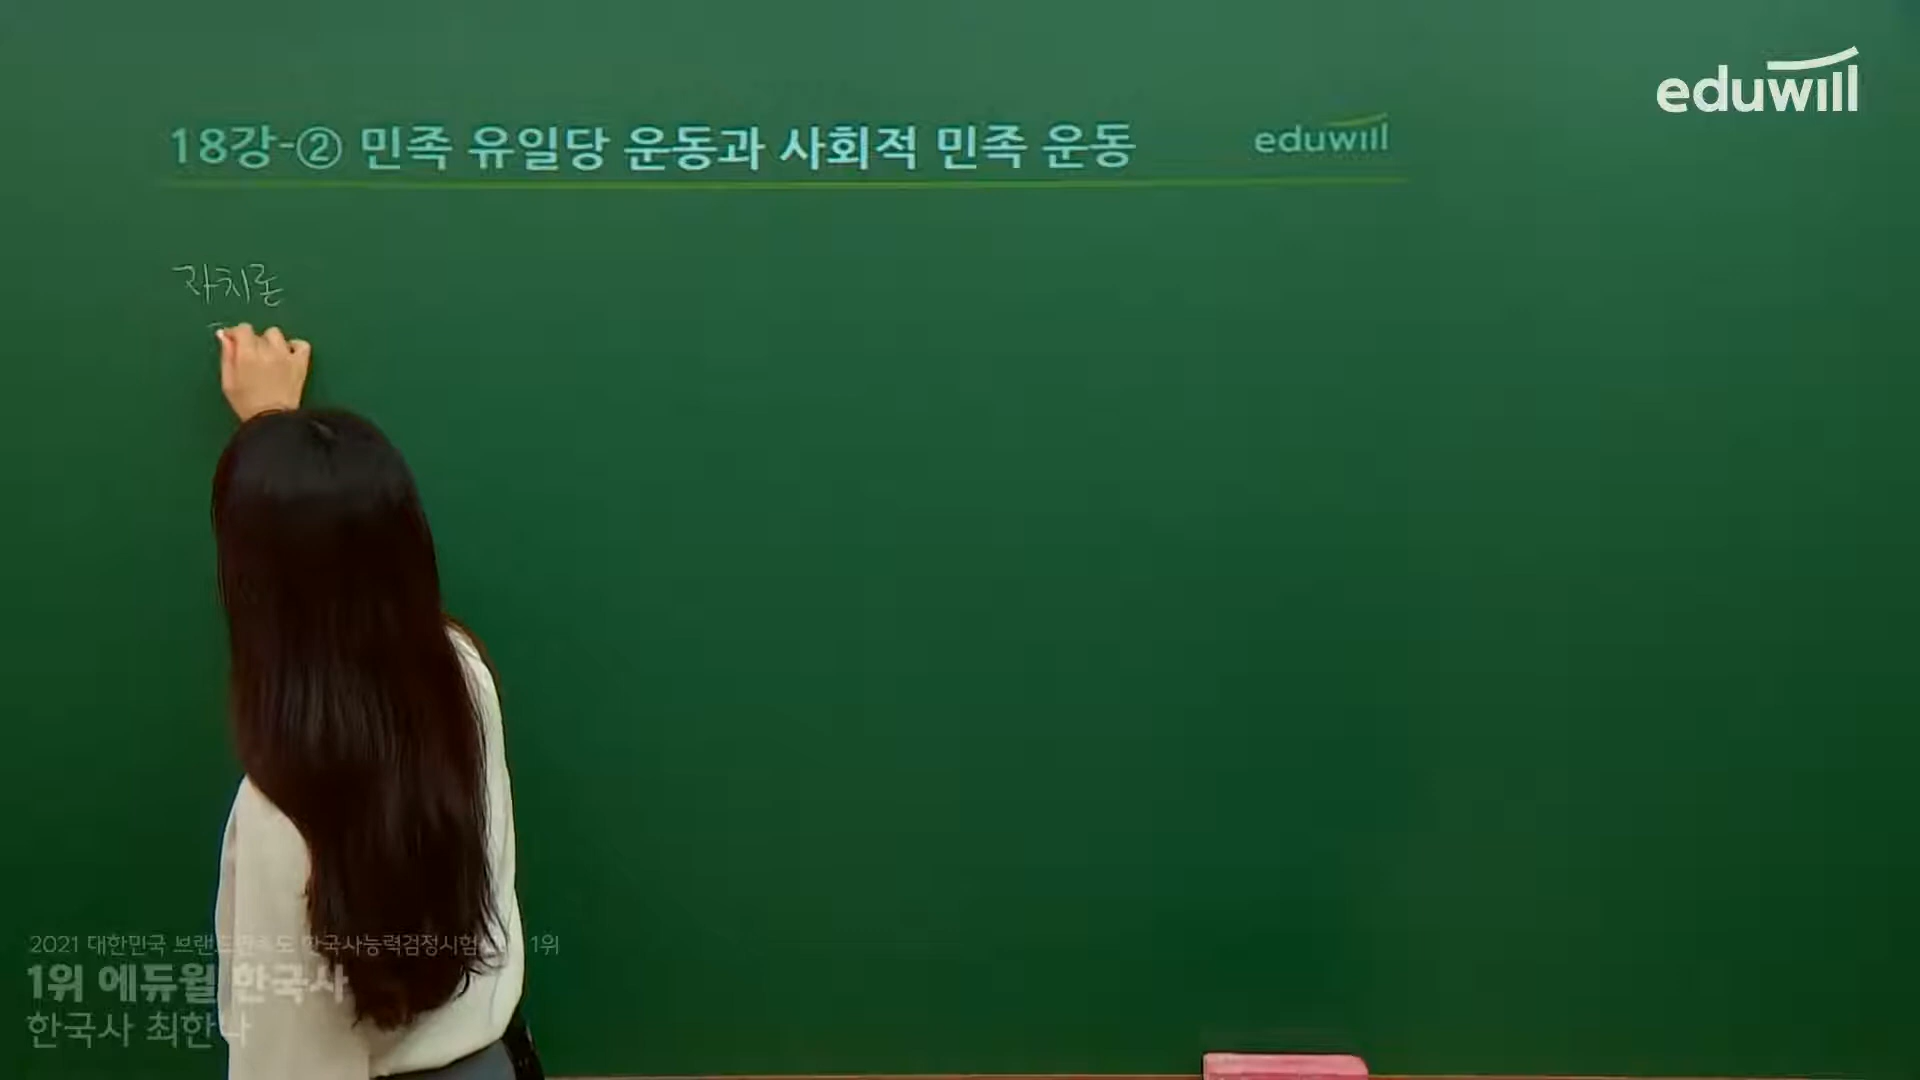 eduwill
18강-② 민족 유일당 운동과 사회적 민족 운동
eduwill
자치론
2021 대한민국 브랜드만족도 한국사능력검정시험 1위
1위 에듀윌 한국사
한국사 최한나